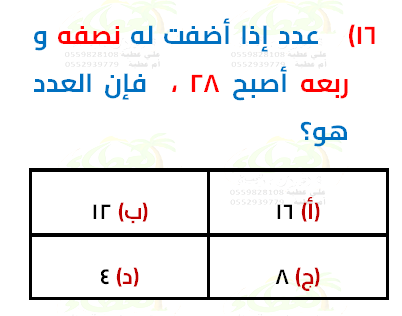 ١٦) عدد إذا أضفت له نصفه و
ربعه أصبح ٢٨ ، فإن العدد
هو؟
(أ) ١٦
(ب) ١٢
(ج) ٨
(د) ٤